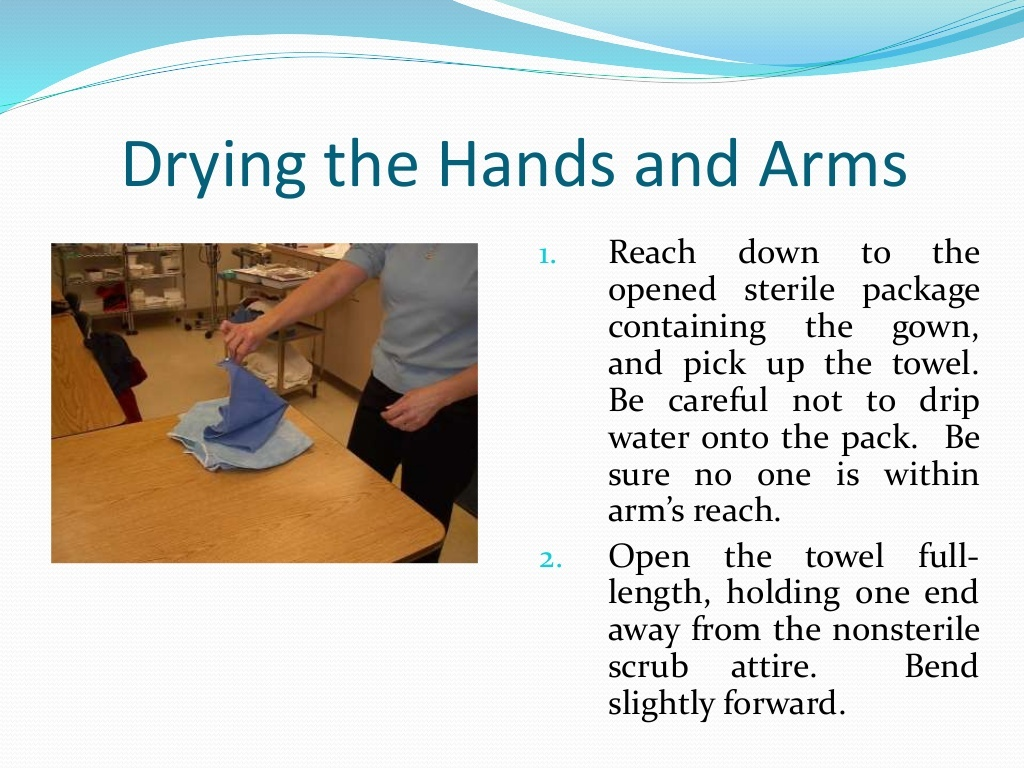 Drying the Hands and Arms
1. Reach down to the
opened sterile package
containing the gown,
and pick up the towel.
Be careful not to drip
water onto the pack.  Be
sure no one is within
arm’s reach.
2. Open the towel full-
length, holding one end
away from the nonsterile
scrub attire.  Bend
slightly forward.